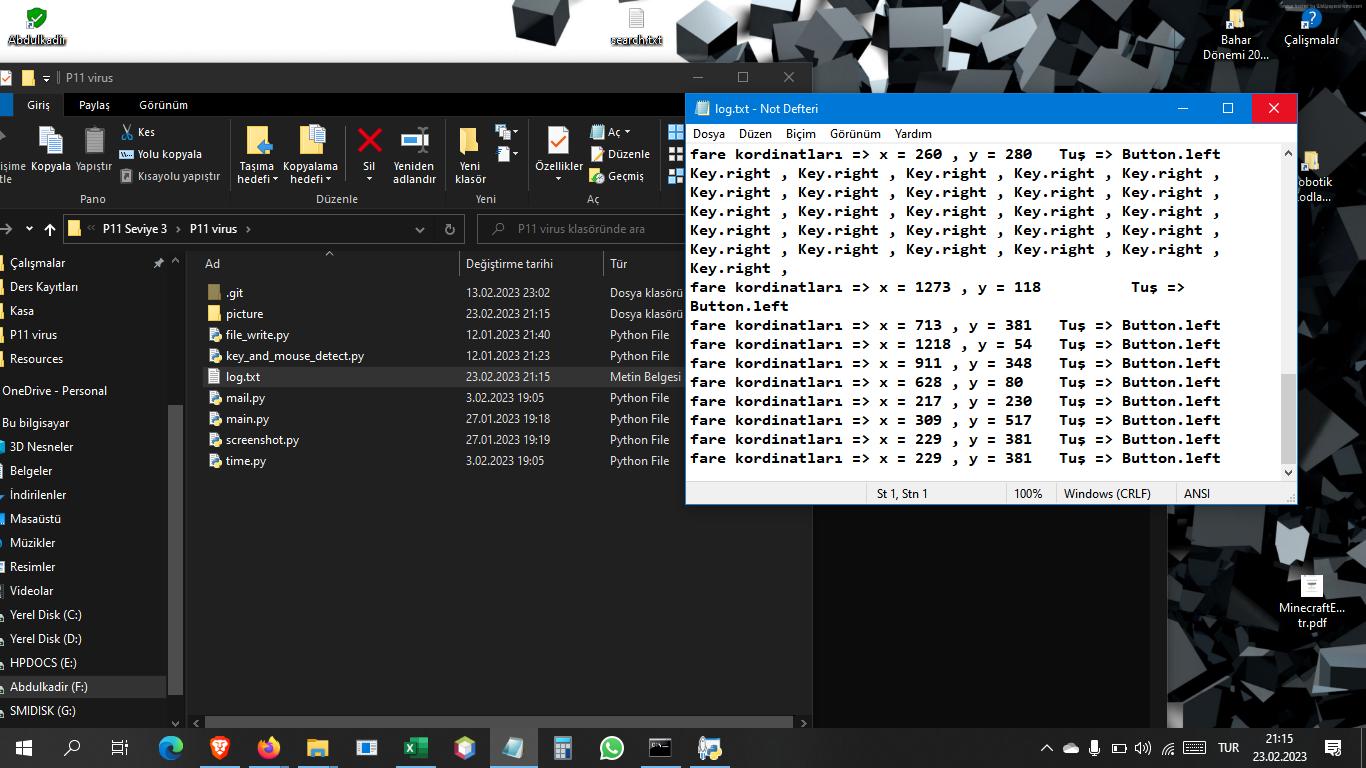 Abdulkadir
search.txt
Bahar
Dönemi 20...
Çalışmalar
P11 virus
Giriş Paylaş Görünüm
Kopyala
Yapıştır
Kes
Yolu kopyala
Kısayolu yapıştır
Pano
Taşıma
hedefi
Kopyalama
hedefi
Sil
Yeniden
adlandır
Düzenle
Yeni
klasör
Yeni
Özellikler
Aç
Düzenle
Geçmiş
Aç
P11 Seviye 3 > P11 virus >
P11 virus klasöründe ara
Çalışmalar
Ders Kayıtları
Kasa
P11 virus
Resources
OneDrive - Personal
Bu bilgisayar
3D Nesneler
Belgeler
İndirilenler
Masaüstü
Müzikler
Resimler
Videolar
Yerel Disk (C:)
Yerel Disk (D:)
HPDOCS (E:)
Abdulkadir (F:)
SMIDISK (G:)
Ad Değiştirme tarihi Tür
.git 13.02.2023 23:02 Dosya klasörü
picture 23.02.2023 21:15 Dosya klasörü
file_write.py 12.01.2023 21:40 Python File
key_and_mouse_detect.py 12.01.2023 21:23 Python File
log.txt 23.02.2023 21:15 Metin Belgesi
mail.py 3.02.2023 19:05 Python File
main.py 27.01.2023 19:18 Python File
screenshot.py 27.01.2023 19:19 Python File
time.py 3.02.2023 19:05 Python File
log.txt - Not Defteri
Dosya Düzen Biçim Görünüm Yardım
fare kordinatları => x = 260 , y = 280 Tuş => Button.left
Key.right , Key.right , Key.right , Key.right , Key.right ,
Key.right , Key.right , Key.right , Key.right , Key.right ,
Key.right , Key.right , Key.right , Key.right , Key.right ,
Key.right , Key.right , Key.right , Key.right , Key.right ,
Key.right , Key.right , Key.right , Key.right , Key.right ,
Key.right ,
fare kordinatları => x = 1273 , y = 118 Tuş =>
Button.left
fare kordinatları => x = 713 , y = 381 Tuş => Button.left
fare kordinatları => x = 1218 , y = 54 Tuş => Button.left
fare kordinatları => x = 911 , y = 348 Tuş => Button.left
fare kordinatları => x = 628 , y = 80 Tuş => Button.left
fare kordinatları => x = 217 , y = 230 Tuş => Button.left
fare kordinatları => x = 309 , y = 517 Tuş => Button.left
fare kordinatları => x = 229 , y = 381 Tuş => Button.left
fare kordinatları => x = 229 , y = 381 Tuş => Button.left
St 1, Stn 1 100% Windows (CRLF) ANSI
MinecraftE...
tr.pdf
TUR
21:15
23.02.2023